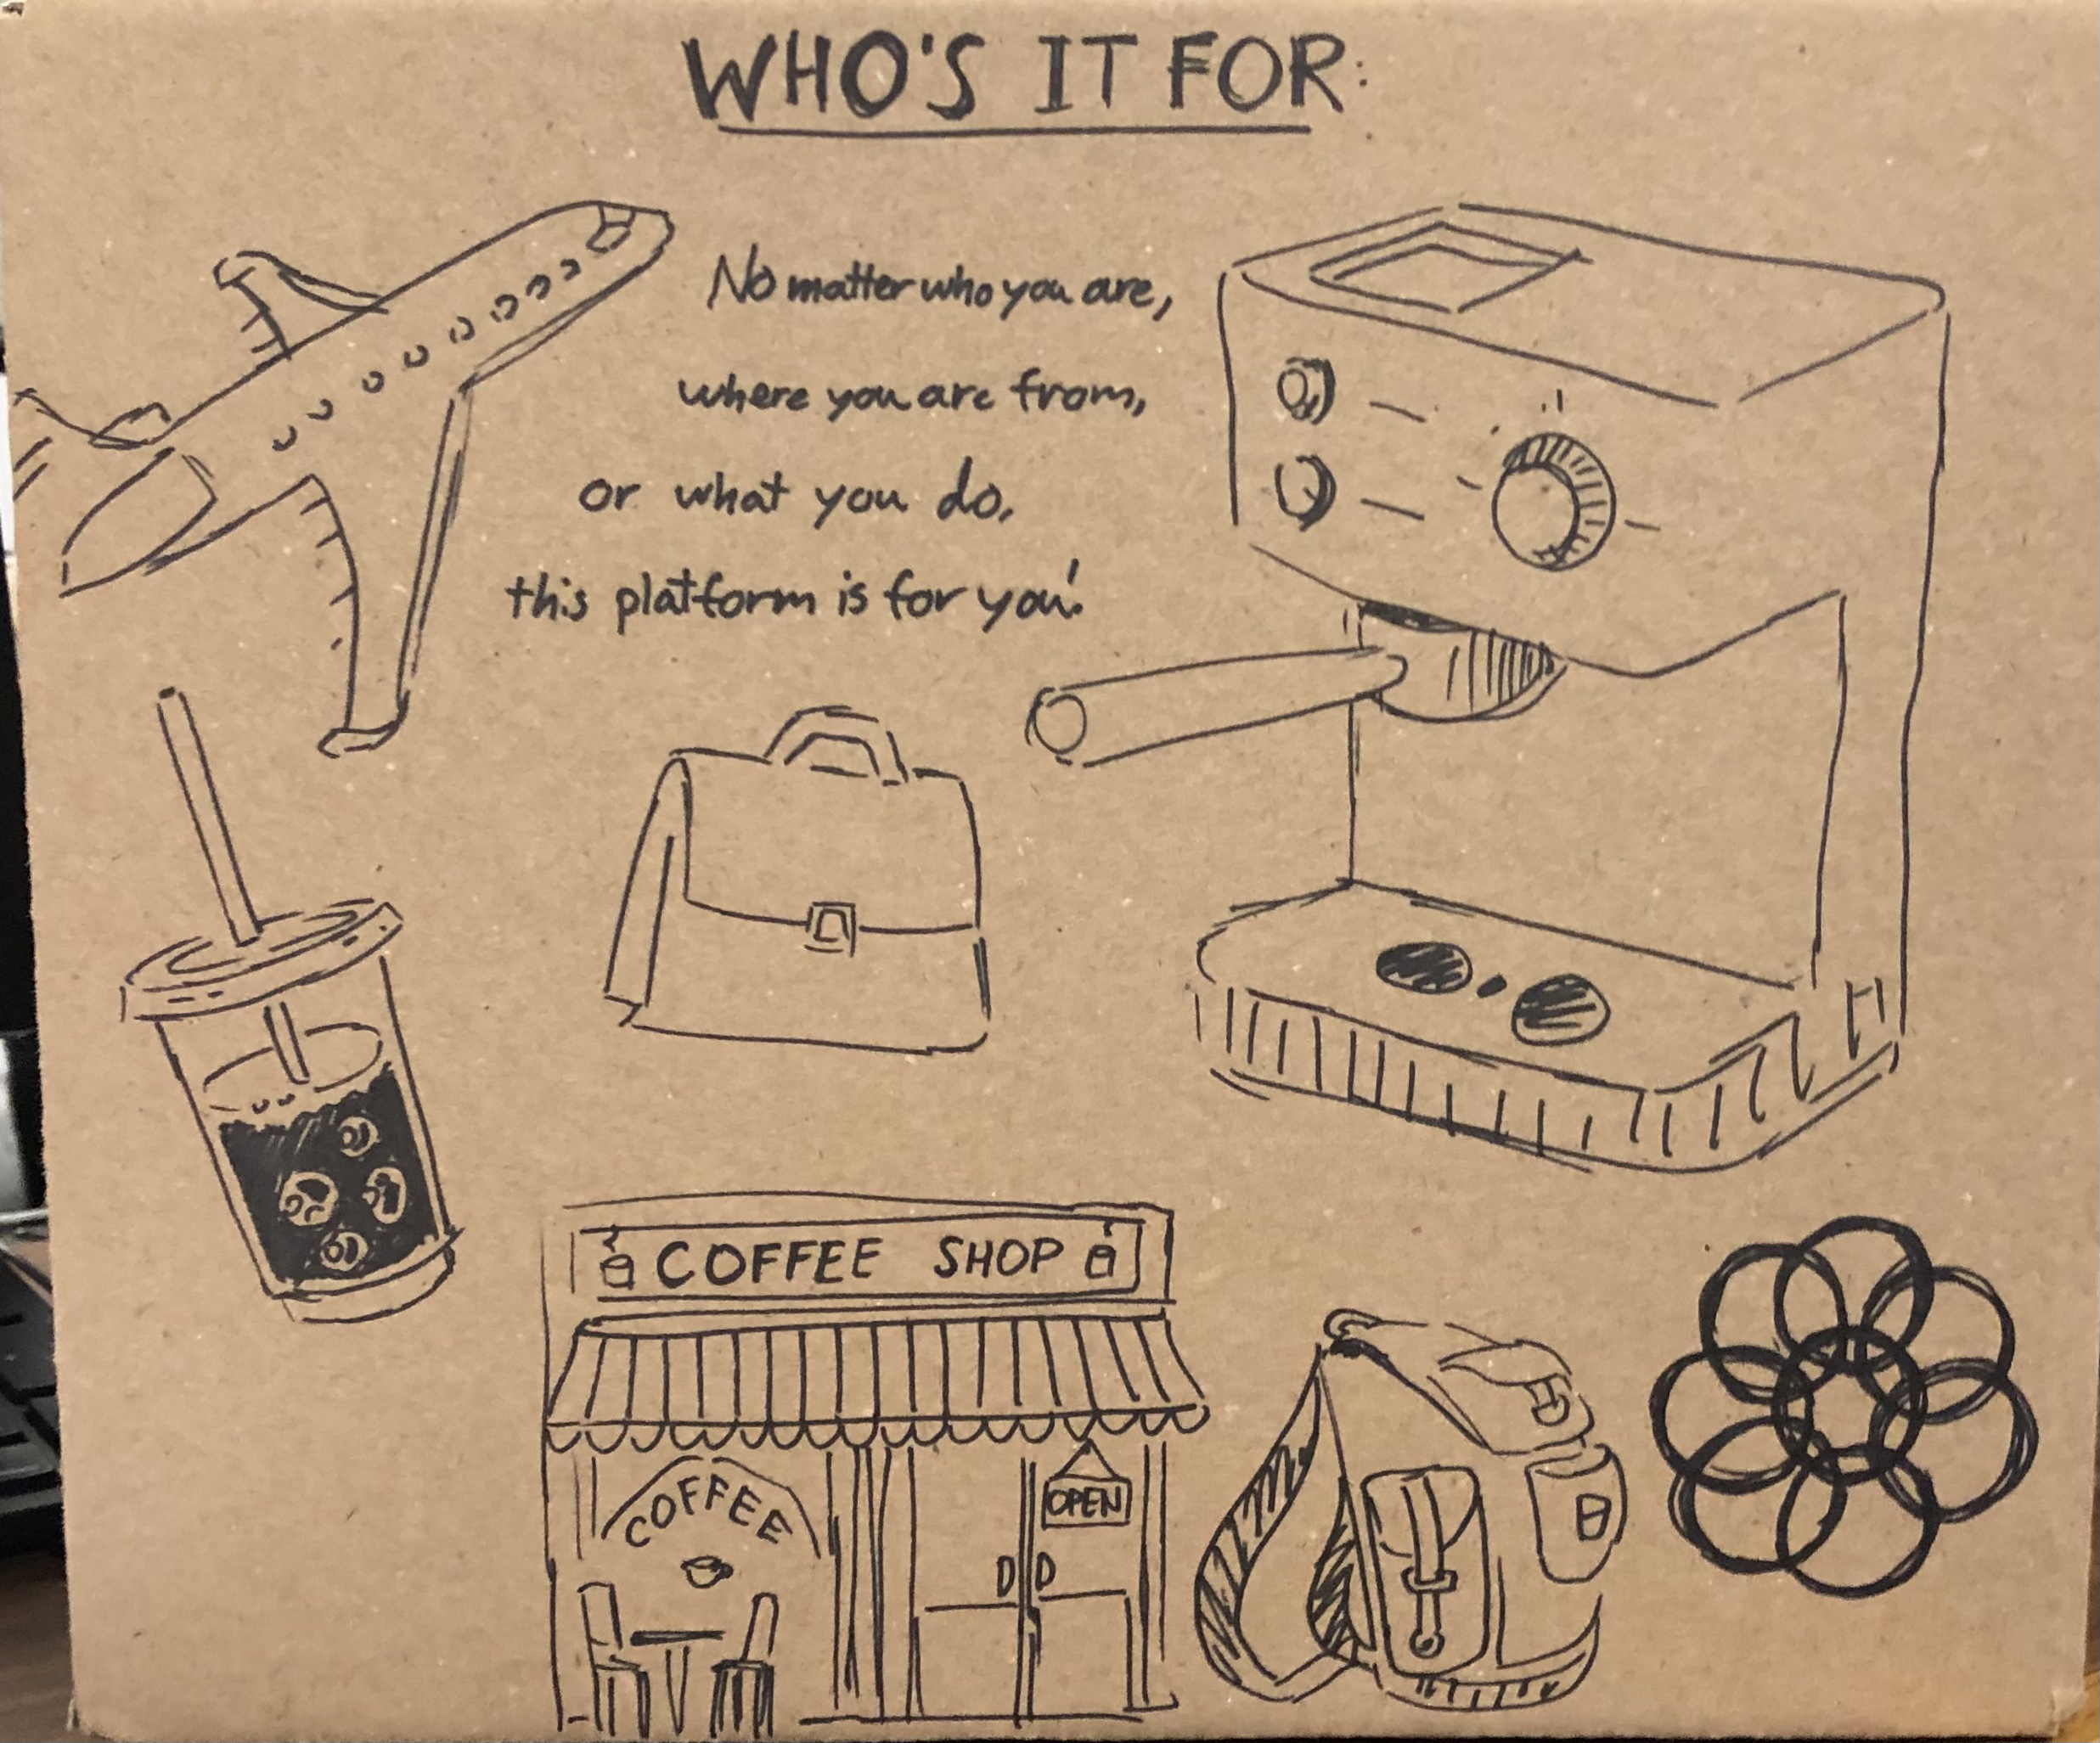 WHO'S IT FOR:
No matter who you are,
where you are from,
or what you do,
this platform is for you!
COFFEE SHOP
COFFEE
OPEN